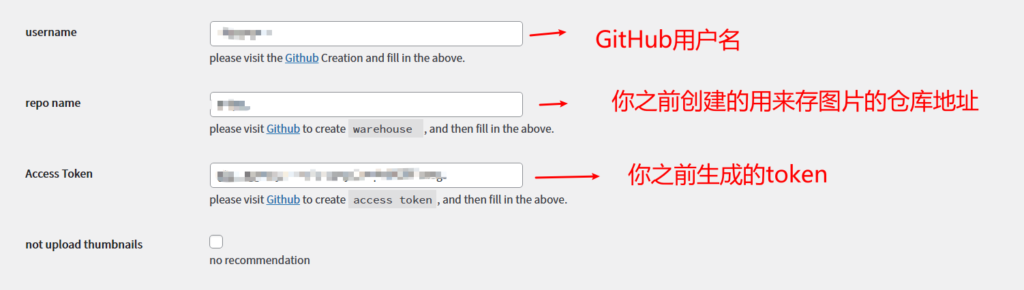 username
GitHub用户名
please visit the Github Creation and fill in the above.
repo name
你之前创建的用来存图片的仓库地址
please visit Github to create warehouse , and then fill in the above.
Access Token
你之前生成的token
please visit Github to create access token , and then fill in the above.
not upload thumbnails
no recommendation